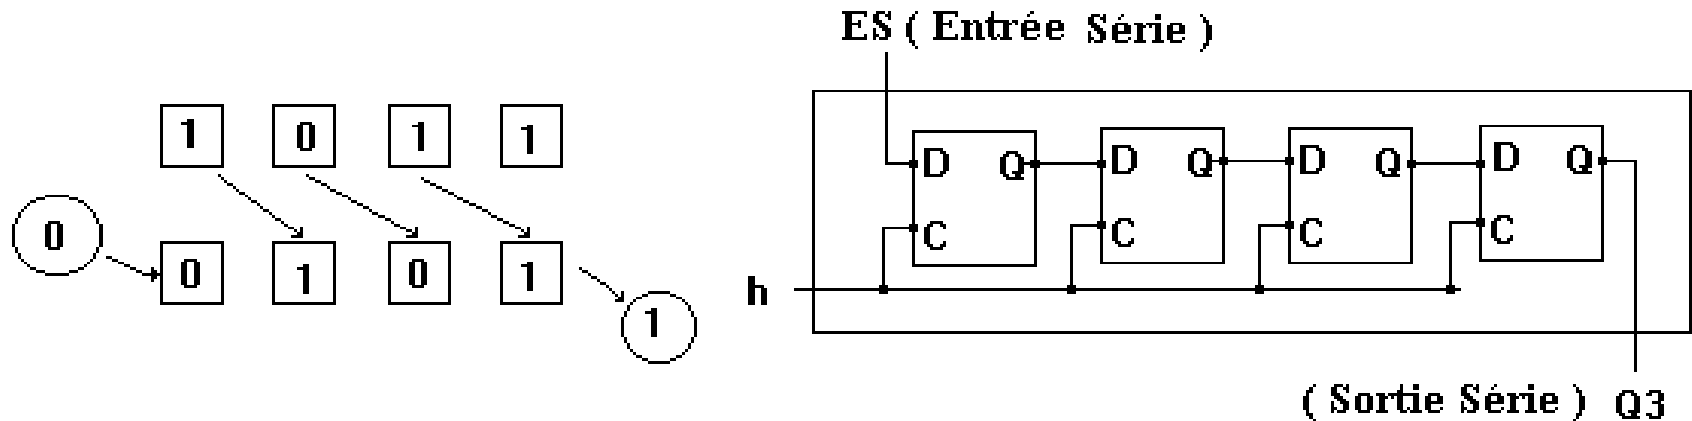 ES ( Entrée Série )
1 0 1 1
0
0 1 0 1
1
D Q D Q D Q D Q
C C C C
h
( Sortie Série ) Q3